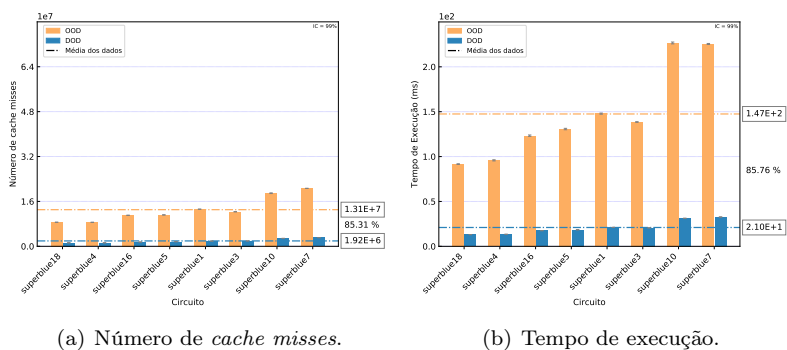 1e7
IC = 99%
OOD
DOD
Média dos dados
Número de cache misses
6.4
4.8
3.2
1.6
0.0
1.31E+7
85.31 %
1.92E+6
superblue18
superblue4
superblue16
superblue5
superblue1
superblue3
superblue10
superblue7
Circuito
(a) Número de cache misses.
1e2
IC = 99%
OOD
DOD
Média dos dados
Tempo de Execução (ms)
2.0
1.5
1.0
0.5
0.0
1.47E+2
85.76 %
2.10E+1
superblue18
superblue4
superblue16
superblue5
superblue1
superblue3
superblue10
superblue7
Circuito
(b) Tempo de execução.